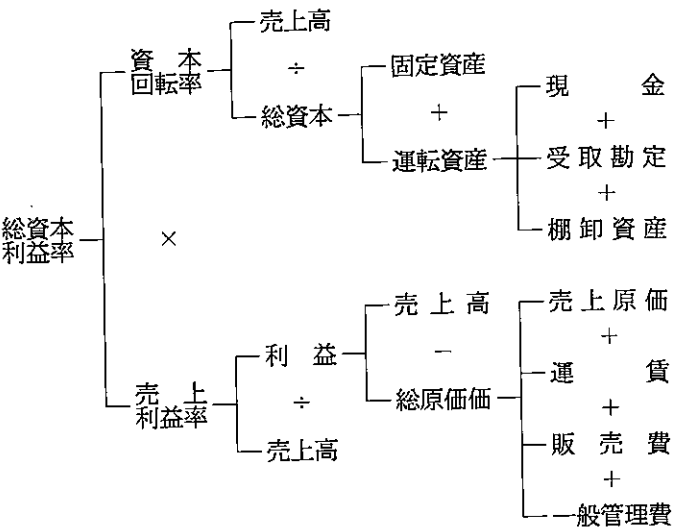 売上高
資本
回転率
÷
固定資産
総資本
+
現金
+
運転資産
受取勘定
+
総資本
利益率
×
棚卸資産
売上高
売上原価
+
利益
−
運賃
売上
利益率
÷
総原価価
+
売上高
販売費
+
一般管理費